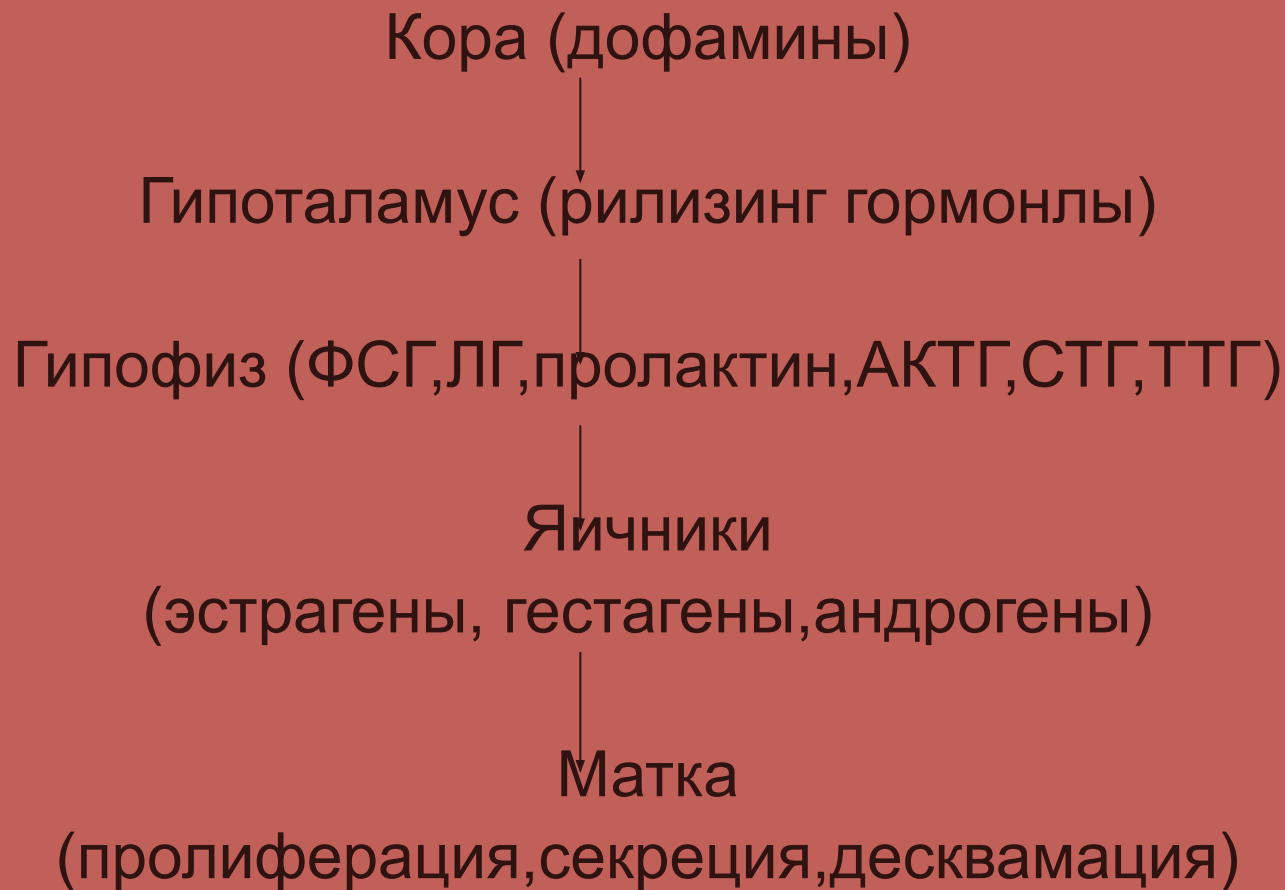 Кора (дофамины)
Гипоталамус (рилизинг гормонлы)
Гипофиз (ФСГ,ЛГ,пролактин,АКТГ,СТГ,ТТГ)
Яичники
(эстрагены, гестагены,андрогены)
Матка
(пролиферация,секреция,десквамация)